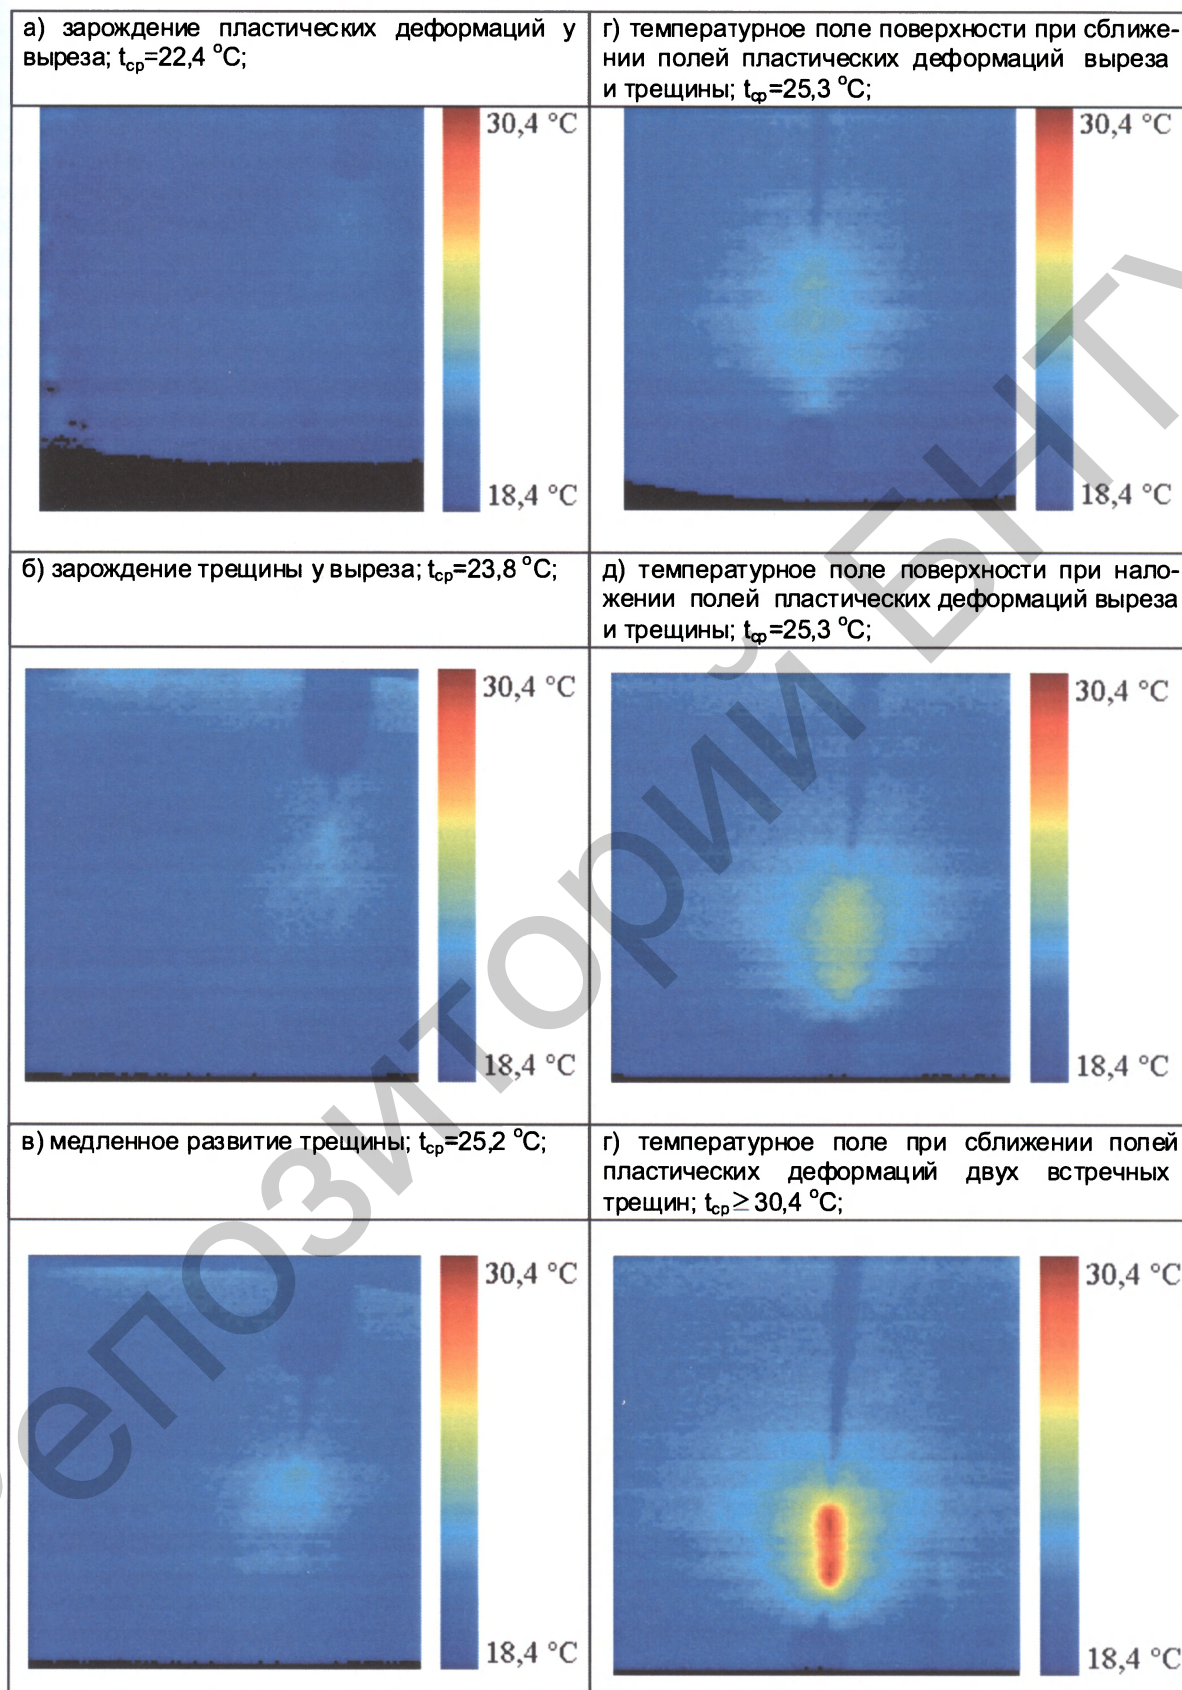 а) зарождение пластических деформаций у
выреза; tср=22,4 °C;
30,4 °C
18,4 °C
г) температурное поле поверхности при сближе-
нии полей пластических деформаций выреза
и трещины; tср=25,3 °C;
30,4 °C
18,4 °C
б) зарождение трещины у выреза; tср=23,8 °C;
30,4 °C
18,4 °C
д) температурное поле поверхности при нало-
жении полей пластических деформаций выреза
и трещины; tср=25,3 °C;
30,4 °C
18,4 °C
в) медленное развитие трещины; tср=25,2 °C;
30,4 °C
18,4 °C
г) температурное поле при сближении полей
пластических деформаций двух встречных
трещин; tср≥30,4 °C;
30,4 °C
18,4 °C
Репозиторий БНТУ